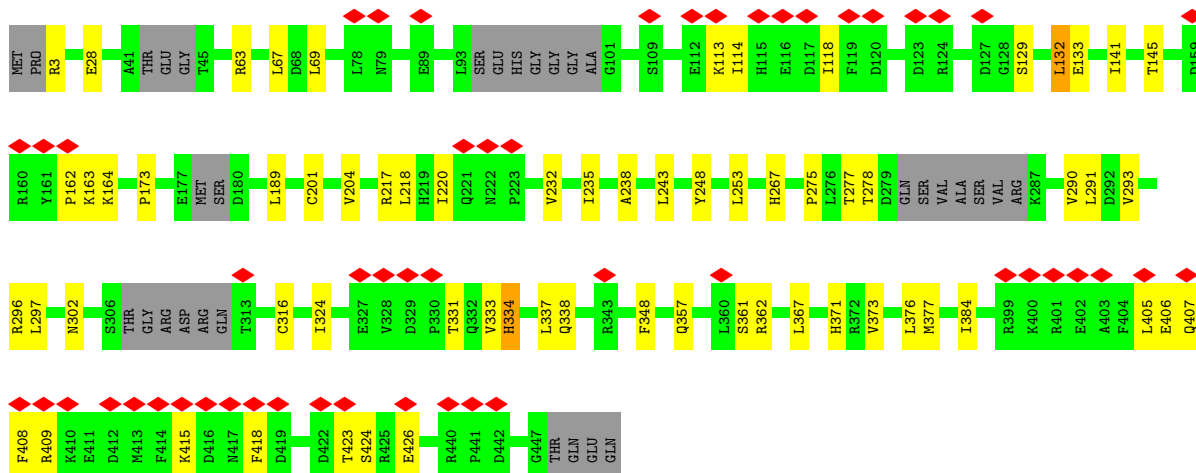 MET PRO R3 E28 A41 THR GLU GLY T45 R63 L67 D68 L69 L78 N79 E89 L93 SER GLU HIS GLY GLY GLY ALA G101 S109 E112 K113 I114 H115 E116 D117 I118 F119 D120 D123 R124 D127 G128 S129 L132 E133 I141 T145 D159
R160 Y161 P162 K163 K164 P173 E177 MET SER D180 L189 C201 V204 R217 L218 H219 I220 Q221 N222 P223 V232 I235 A238 L243 Y248 L253 H267 P275 L276 T277 T278 D279 GLN SER VAL ALA SER VAL ARG K287 V290 L291 D292 V293
R296 L297 N302 S306 THR GLY ARG ASP ARG GLN T313 C316 I324 E327 V328 D329 P330 T331 Q332 V333 H334 L337 Q338 R343 F348 Q357 L360 S361 R362 L367 H371 R372 V373 L376 M377 I384 R399 K400 R401 E402 A403 F404 L405 E406 Q407
F408 R409 K410 E411 D412 M413 F414 K415 D416 N417 F418 D419 D422 T423 S424 R425 E426 R440 P441 D442 G447 THR GLN GLU GLN